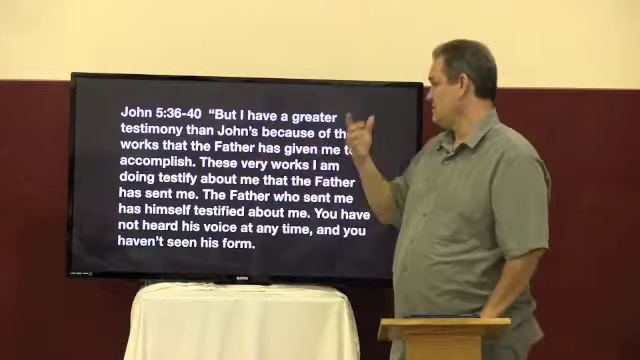 John 5:36-40 "But I have a greater
testimony than John's because of the
works that the Father has given me to
accomplish. These very works I am
doing testify about me that the Father
has sent me. The Father who sent me
has himself testified about me. You have
not heard his voice at any time, and you
haven't seen his form.